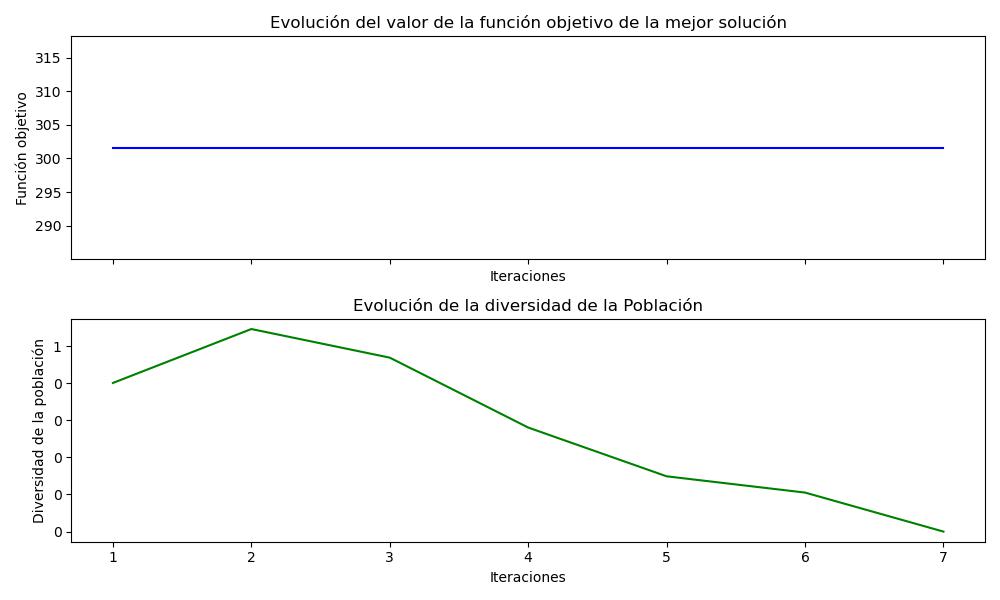 Evolución del valor de la función objetivo de la mejor solución
Función objetivo
315
310
305
300
295
290
Iteraciones
Evolución de la diversidad de la Población
Diversidad de la población
1
0
0
0
0
0
1 2 3 4 5 6 7
Iteraciones